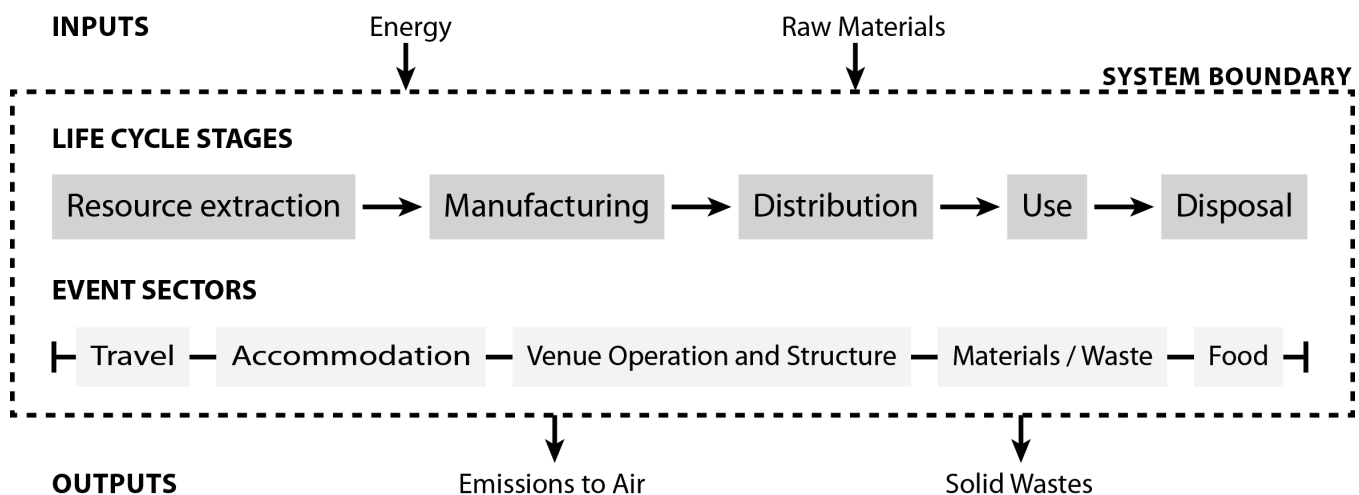 INPUTS Energy Raw Materials
SYSTEM BOUNDARY
LIFE CYCLE STAGES
Resource extraction Manufacturing Distribution Use Disposal
EVENT SECTORS
Travel Accommodation Venue Operation and Structure Materials / Waste Food
OUTPUTS Emissions to Air Solid Wastes